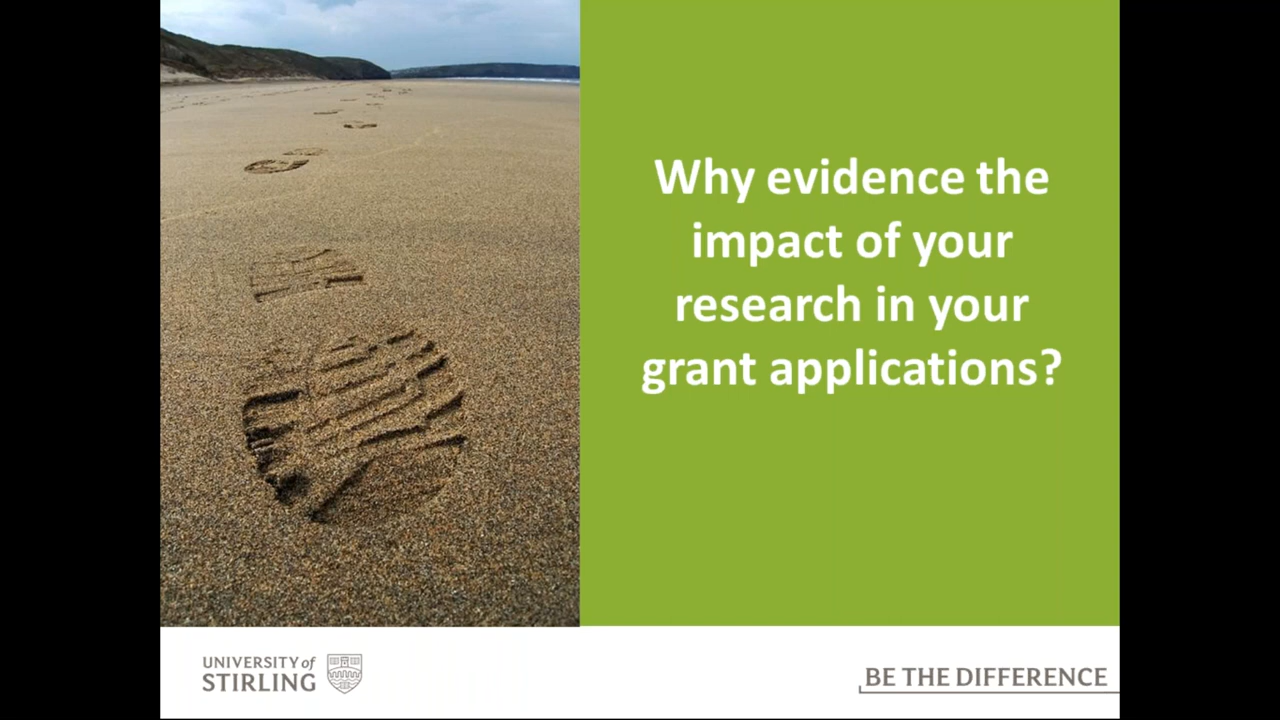 Why evidence the
impact of your
research in your
grant applications?
UNIVERSITY of
STIRLING
BE THE DIFFERENCE